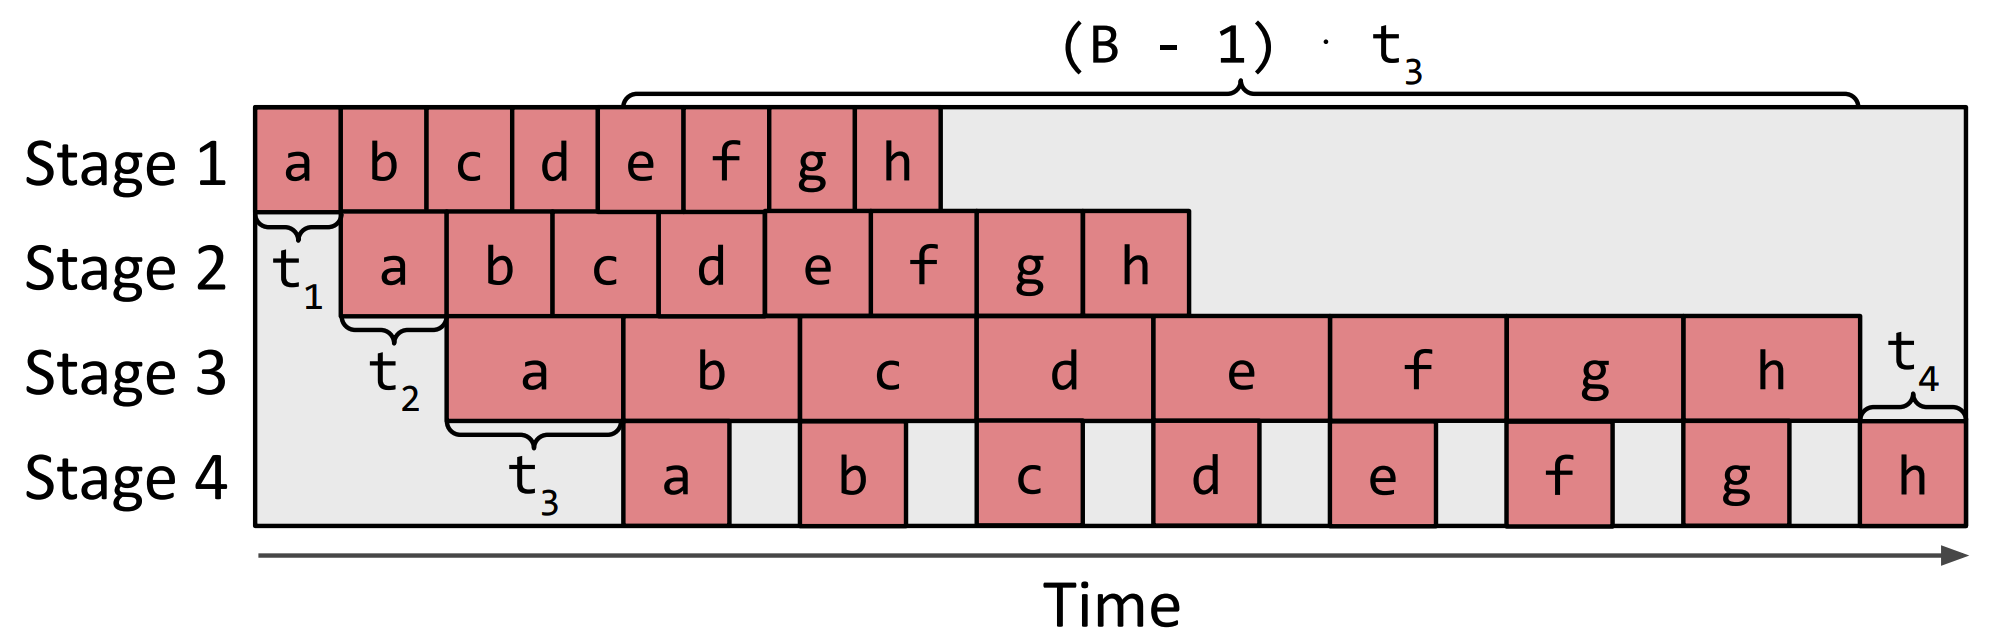 (B - 1) · t3
Stage 1 a b c d e f g h
t1
Stage 2 a b c d e f g h
t2
Stage 3 a b c d e f g h
t4
t3
Stage 4 a b c d e f g h
Time